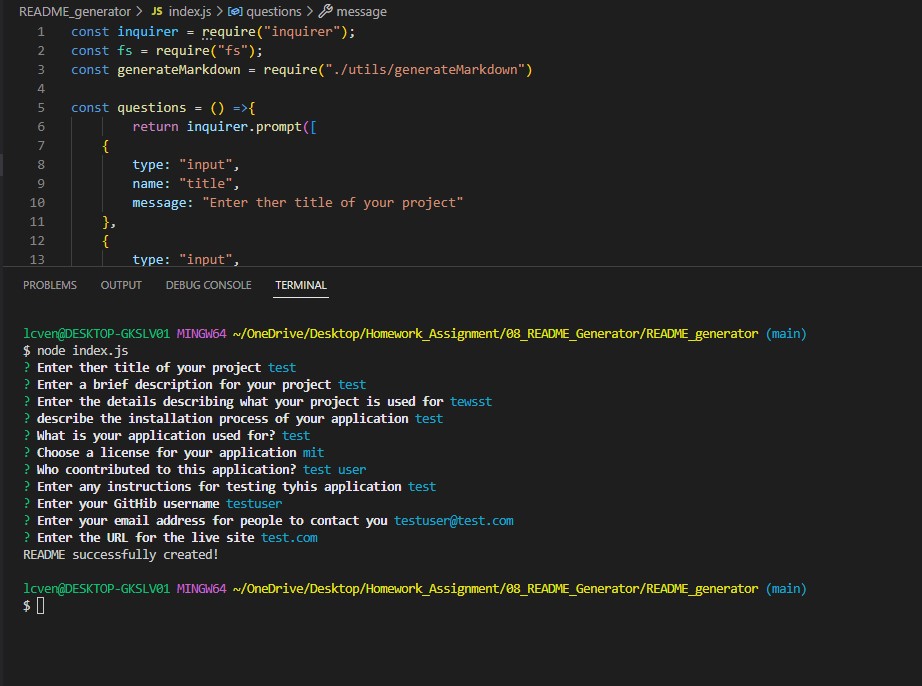 README_generator > JS index.js > questions > message
1 const inquirer = require("inquirer");
2 const fs = require("fs");
3 const generateMarkdown = require("./utils/generateMarkdown")
4
5 const questions = () =>{
6 return inquirer.prompt([
7 {
8 type: "input",
9 name: "title",
10 message: "Enter ther title of your project"
11 },
12 {
13 type: "input",
PROBLEMS OUTPUT DEBUG CONSOLE TERMINAL
lcven@DESKTOP-GKSLV01 MINGW64 ~/OneDrive/Desktop/Homework_Assignment/08_README_Generator/README_generator (main)
$ node index.js
? Enter ther title of your project test
? Enter a brief description for your project test
? Enter the details describing what your project is used for tewsst
? describe the installation process of your application test
? What is your application used for? test
? Choose a license for your application mit
? Who coontributed to this application? test user
? Enter any instructions for testing tyhis application test
? Enter your GitHib username testuser
? Enter your email address for people to contact you testuser@test.com
? Enter the URL for the live site test.com
README successfully created!
lcven@DESKTOP-GKSLV01 MINGW64 ~/OneDrive/Desktop/Homework_Assignment/08_README_Generator/README_generator (main)
$